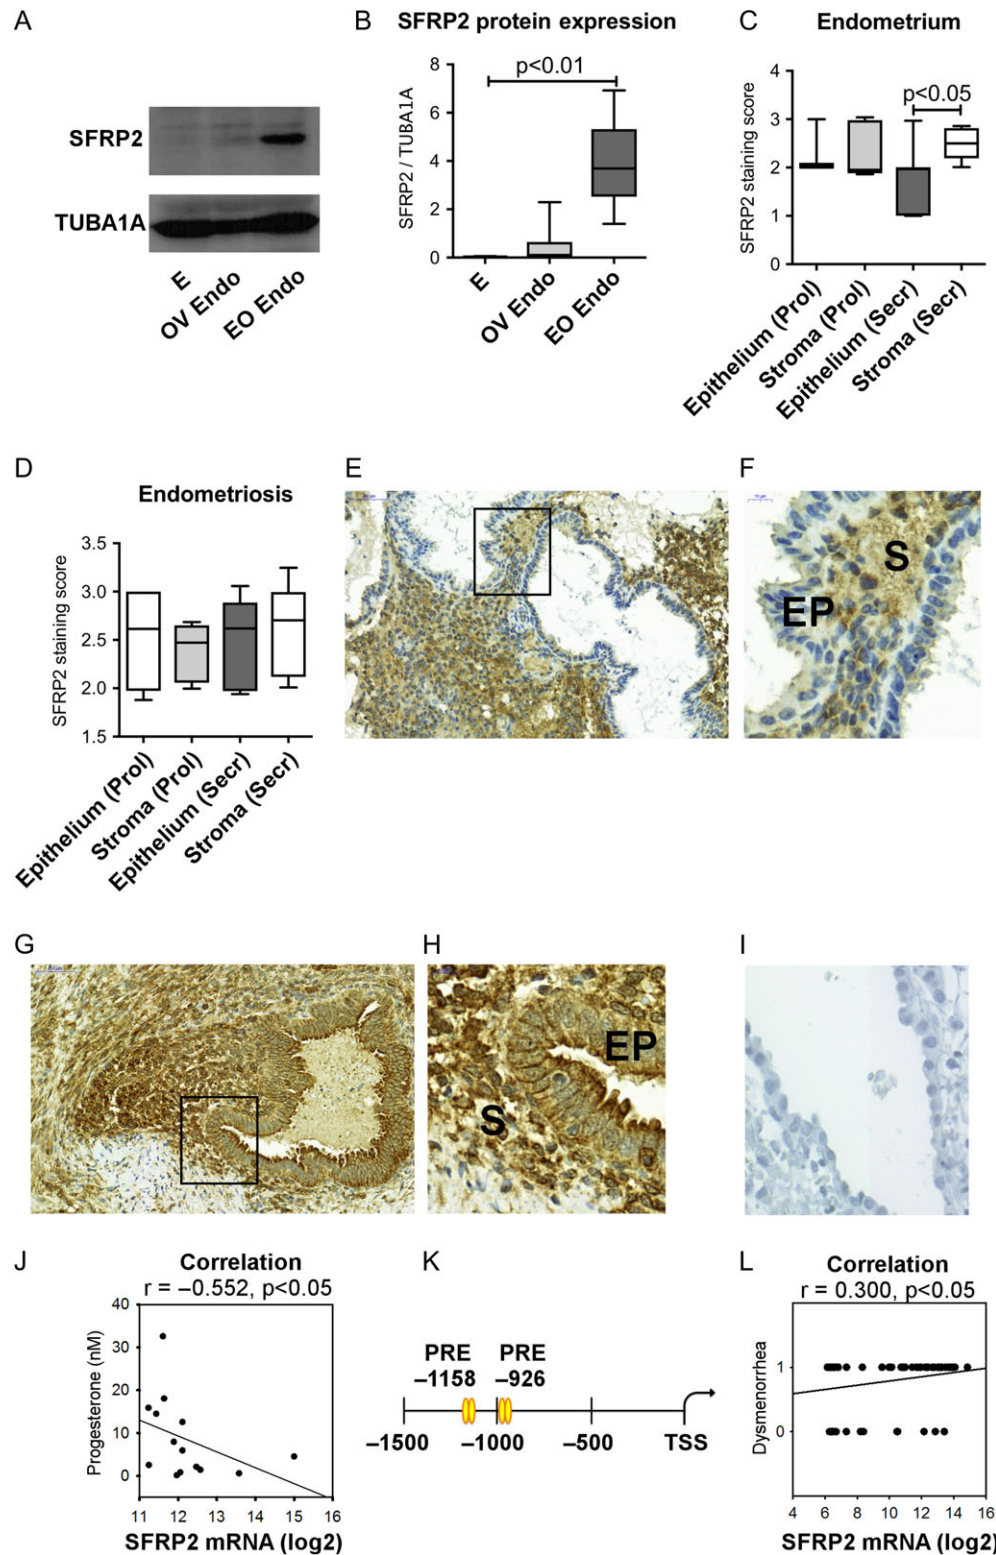 A
SFRP2
TUBA1A
E
OV Endo
EO Endo
B
SFRP2 protein expression
8
6
4
2
0
SFRP2 / TUBA1A
p<0.01
E
OV Endo
EO Endo
C
Endometrium
4
3
2
1
0
SFRP2 staining score
p<0.05
Epithelium (Prol)
Stroma (Prol)
Epithelium (Secr)
Stroma (Secr)
D
Endometriosis
3.5
3.0
2.5
2.0
1.5
SFRP2 staining score
Epithelium (Prol)
Stroma (Prol)
Epithelium (Secr)
Stroma (Secr)
E
F
S
EP
G
H
EP
S
I
J
Correlation
r = –0.552, p<0.05
40
30
20
10
0
Progesterone (nM)
11 12 13 14 15 16
SFRP2 mRNA (log2)
K
PRE PRE
–1158 –926
–1500 –1000 –500 TSS
L
Correlation
r = 0.300, p<0.05
1
0
Dysmenorrhea
4 6 8 10 12 14 16
SFRP2 mRNA (log2)